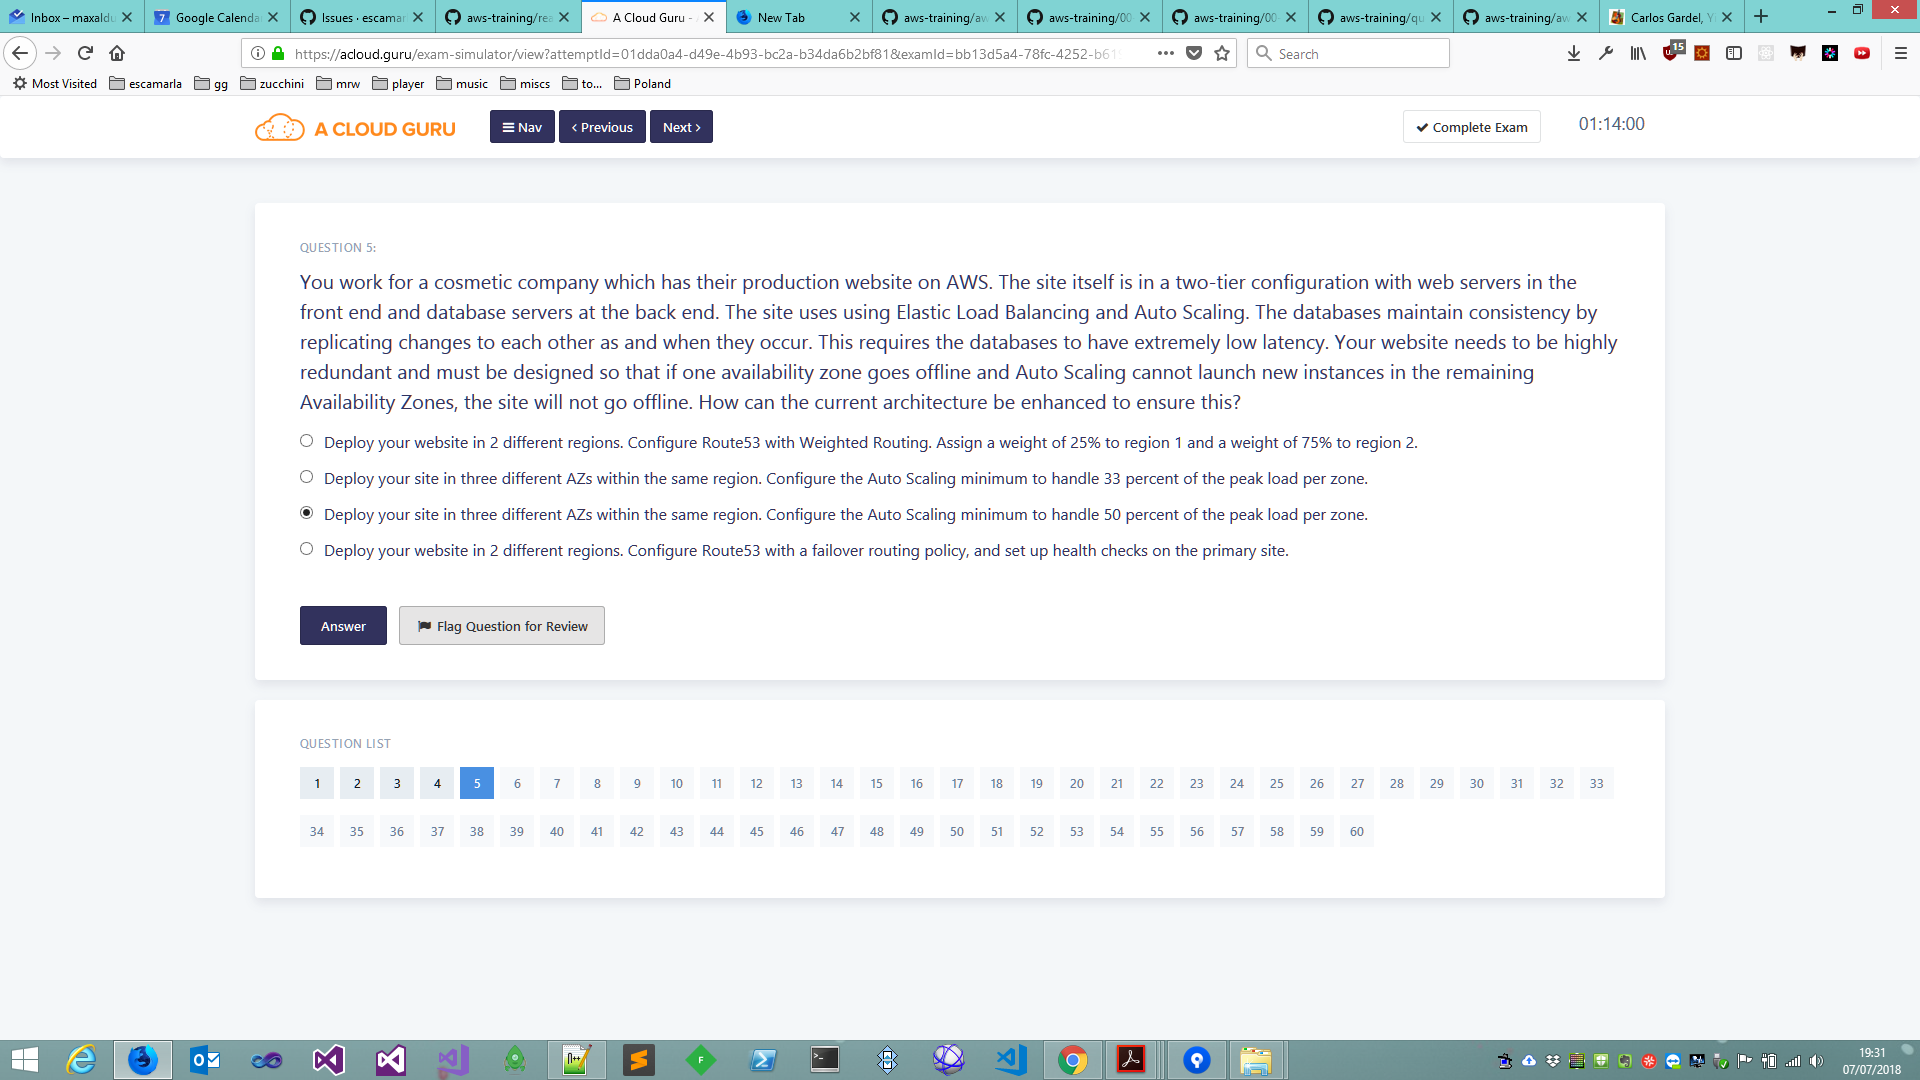 Inbox – maxaldu
Google Calenda
Issues · escamar
aws-training/rea
A Cloud Guru -
New Tab
aws-training/aw
aws-training/00
aws-training/00
aws-training/qu
aws-training/aw
Carlos Gardel, Y
https://acloud.guru/exam-simulator/view?attemptId=01dda0a4-d49e-4b93-bc2a-b34da6b2bf81&examId=bb13d5a4-78fc-4252-b61
Search
15
Most Visited
escamarla
gg
zucchini
mrw
player
music
miscs
to...
Poland
A CLOUD GURU
Nav
‹ Previous
Next ›
Complete Exam
01:14:00
QUESTION 5:
You work for a cosmetic company which has their production website on AWS. The site itself is in a two-tier configuration with web servers in the
front end and database servers at the back end. The site uses using Elastic Load Balancing and Auto Scaling. The databases maintain consistency by
replicating changes to each other as and when they occur. This requires the databases to have extremely low latency. Your website needs to be highly
redundant and must be designed so that if one availability zone goes offline and Auto Scaling cannot launch new instances in the remaining
Availability Zones, the site will not go offline. How can the current architecture be enhanced to ensure this?
Deploy your website in 2 different regions. Configure Route53 with Weighted Routing. Assign a weight of 25% to region 1 and a weight of 75% to region 2.
Deploy your site in three different AZs within the same region. Configure the Auto Scaling minimum to handle 33 percent of the peak load per zone.
Deploy your site in three different AZs within the same region. Configure the Auto Scaling minimum to handle 50 percent of the peak load per zone.
Deploy your website in 2 different regions. Configure Route53 with a failover routing policy, and set up health checks on the primary site.
Answer
Flag Question for Review
QUESTION LIST
1 2 3 4 5 6 7 8 9 10 11 12 13 14 15 16 17 18 19 20 21 22 23 24 25 26 27 28 29 30 31 32 33
34 35 36 37 38 39 40 41 42 43 44 45 46 47 48 49 50 51 52 53 54 55 56 57 58 59 60
19:31
07/07/2018